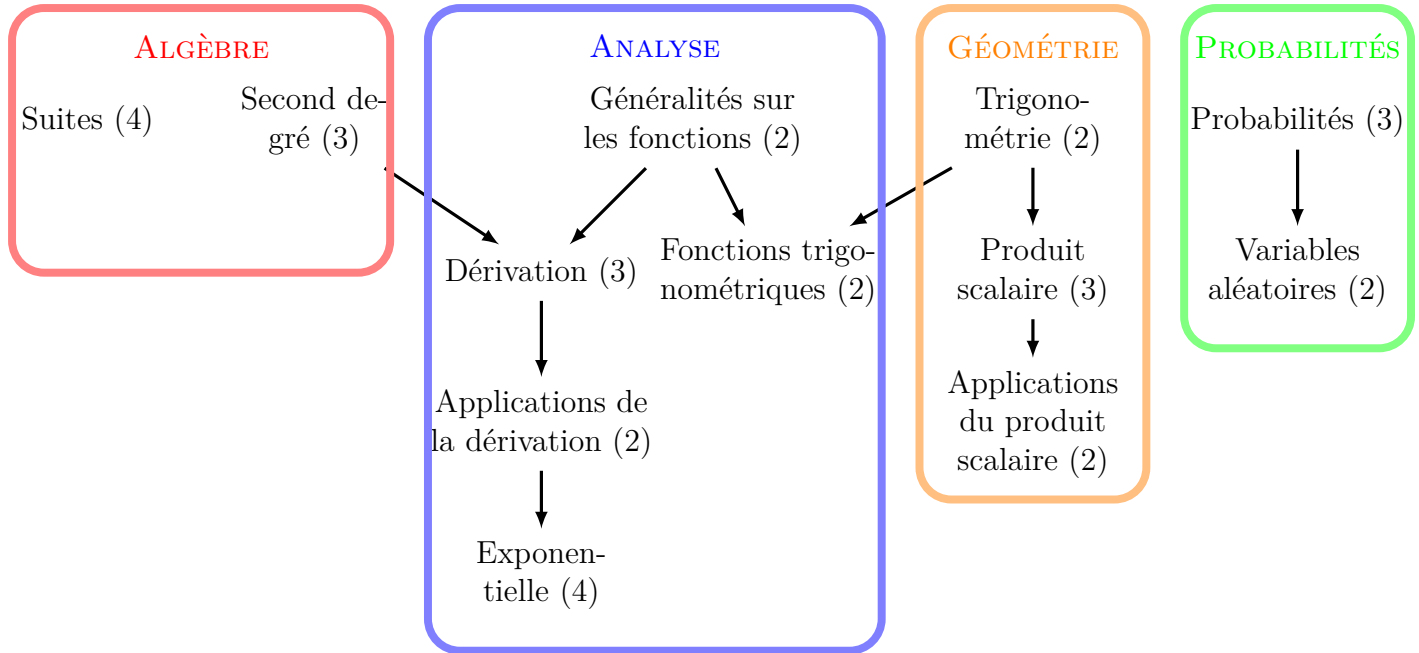 ALGÈBRE
Suites (4)
Second de-
gré (3)
ANALYSE
Généralités sur
les fonctions (2)
Dérivation (3)
Fonctions trigo-
nométriques (2)
Applications de
la dérivation (2)
Exponen-
tielle (4)
GÉOMÉTRIE
Trigono-
métrie (2)
Produit
scalaire (3)
Applications
du produit
scalaire (2)
PROBABILITÉS
Probabilités (3)
Variables
aléatoires (2)